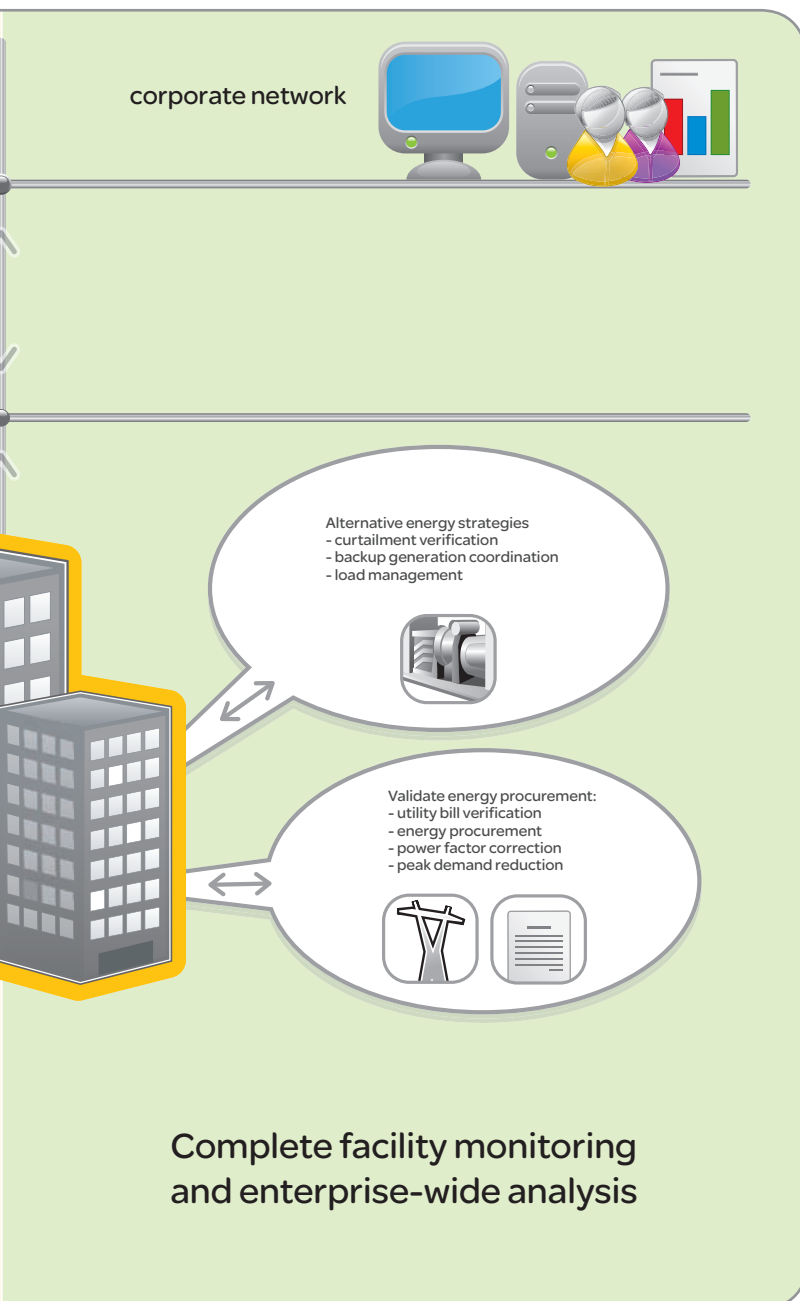 corporate network
Alternative energy strategies
- curtailment verification
- backup generation coordination
- load management
Validate energy procurement:
- utility bill verification
- energy procurement
- power factor correction
- peak demand reduction
Complete facility monitoring
and enterprise-wide analysis